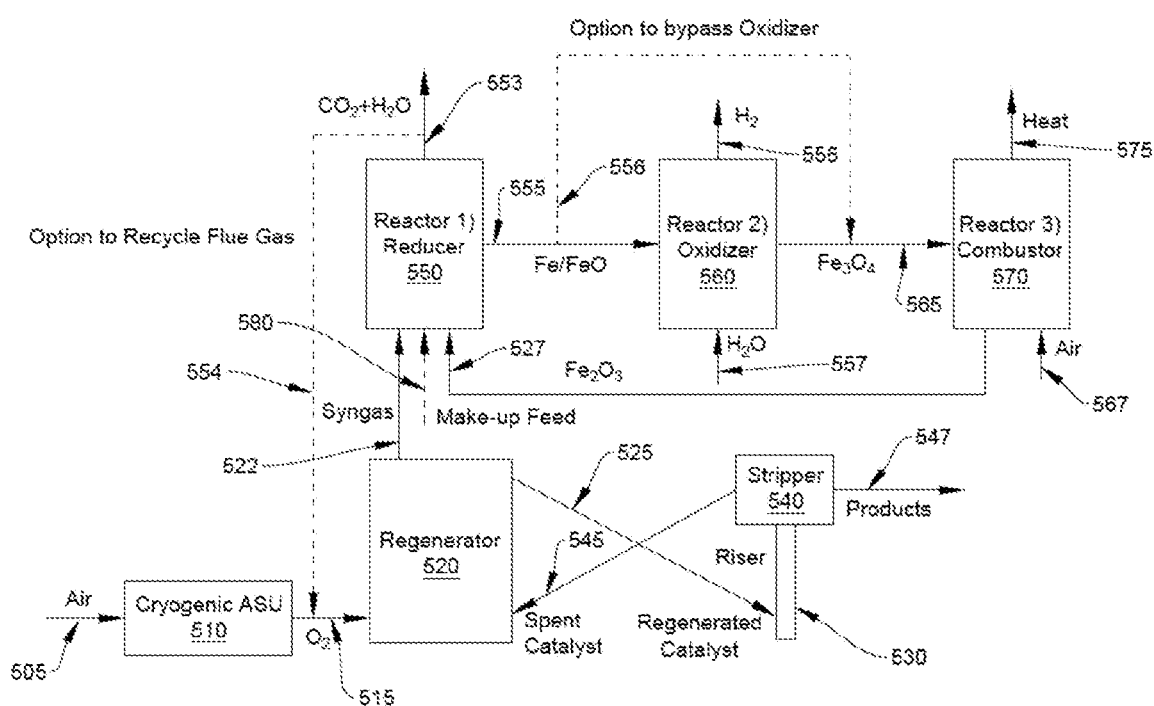 Option to bypass Oxidizer
553
CO₂+H₂O
H₂
558
Heat
575
555
556
Option to Recycle Flue Gas
Reactor 1)
Reducer
550
Fe/FeO
Reactor 2)
Oxidizer
560
Fe₃O₄
565
Reactor 3)
Combustor
570
580
527
H₂O
557
Air
567
554
Fe₂O₃
Syngas
Make-up Feed
522
525
547
Stripper
540
Products
Regenerator
520
545
Riser
Air
Cryogenic ASU
510
O₂
Spent
Catalyst
Regenerated
Catalyst
530
505
515